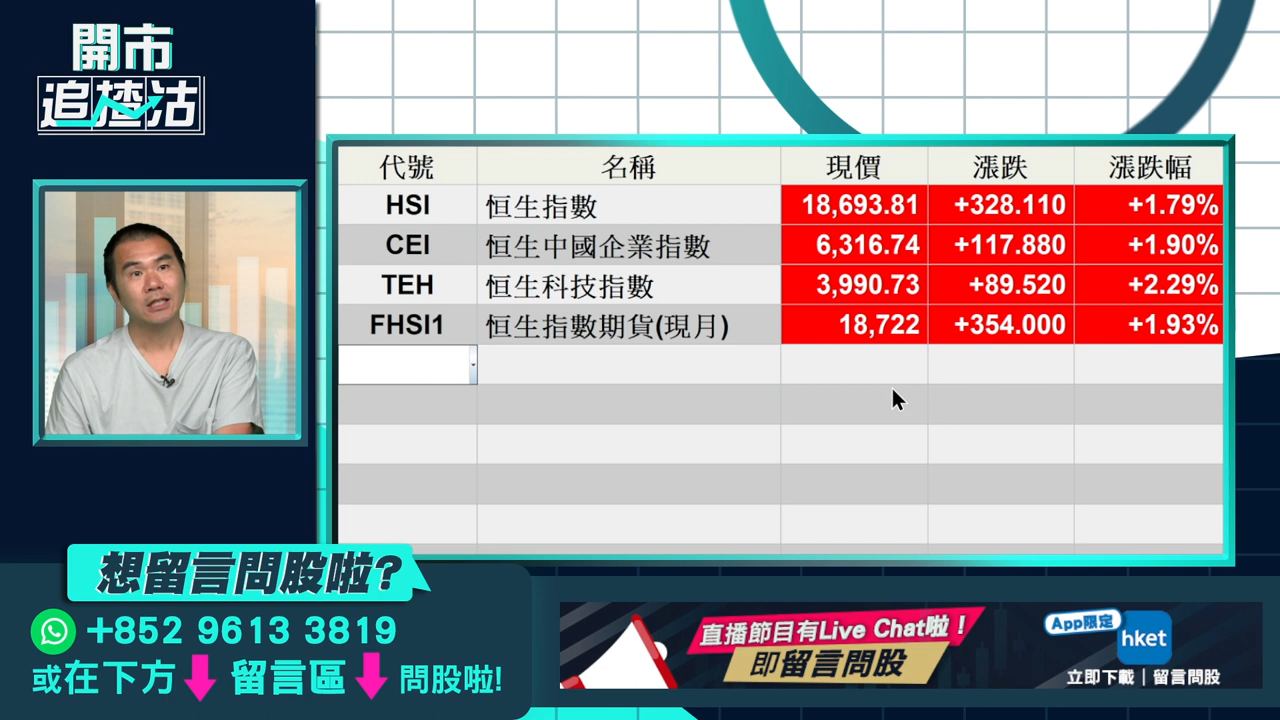 開市
追揸沽
代號 名稱 現價 漲跌 漲跌幅
HSI 恒生指數 18,693.81 +328.110 +1.79%
CEI 恒生中國企業指數 6,316.74 +117.880 +1.90%
TEH 恒生科技指數 3,990.73 +89.520 +2.29%
FHSI1 恒生指數期貨(現月) 18,722 +354.000 +1.93%
想留言問股啦?
+852 9613 3819
或在下方 留言區 問股啦!
直播節目有Live Chat啦!
即留言問股
App限定
hket
立即下載|留言問股